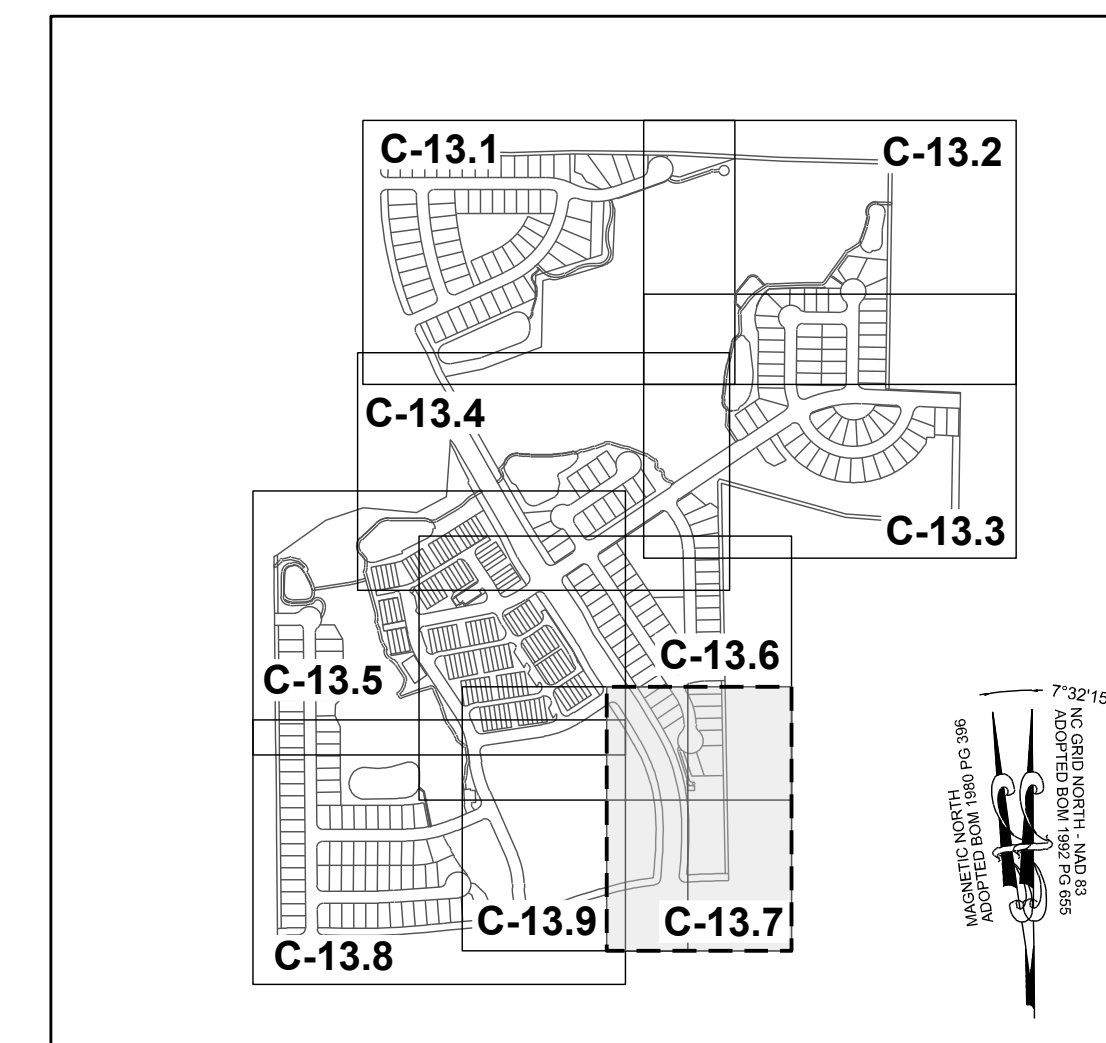 C-13.1
C-13.2
C-13.4
C-13.3
C-13.6
C-13.5
7°32'15
MAGNETIC NORTH
ADOPTED BOM 1980 PG 396
NC GRID NORTH - NAD 83
ADOPTED BOM 1992 PG 655
C-13.9
C-13.7
C-13.8